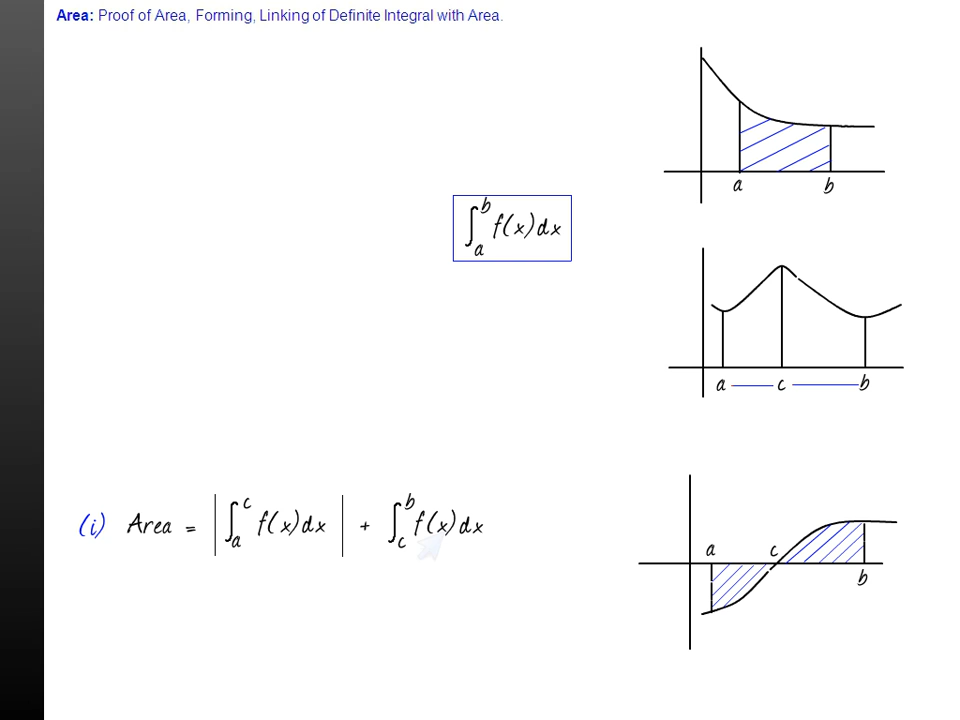 Area: Proof of Area, Forming, Linking of Definite Integral with Area.
a b
∫_a^b f(x)dx
a c b
(i) Area = |∫_a^c f(x)dx| + ∫_c^b f(x)dx
a c
b